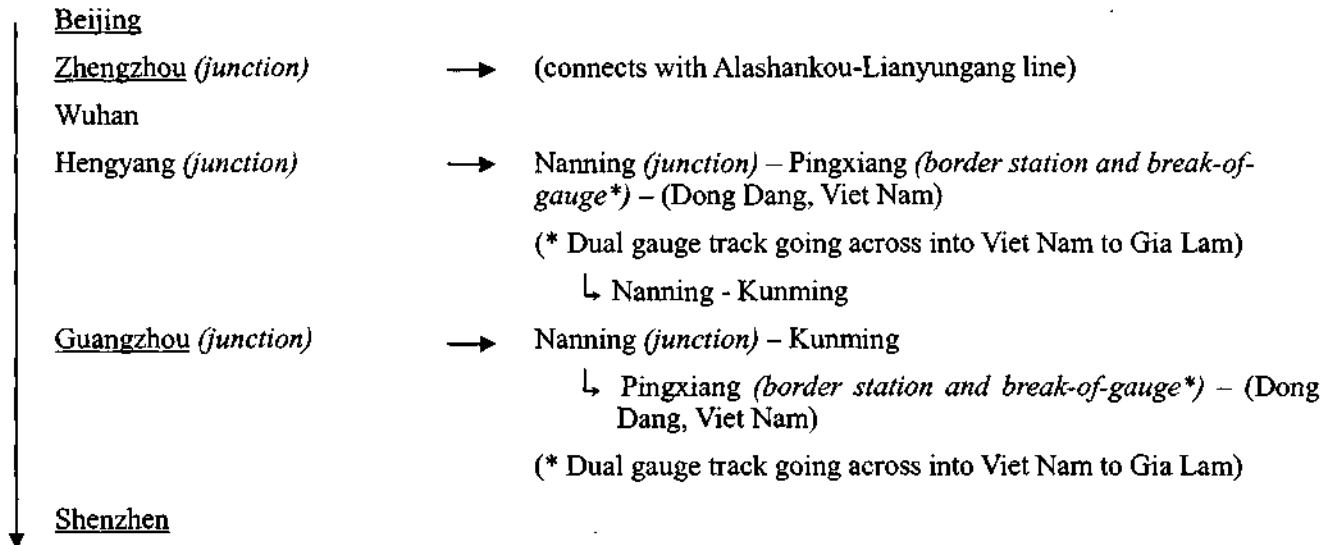 Beijing
Zhengzhou (junction) → (connects with Alashankou-Lianyungang line)
Wuhan
Hengyang (junction) → Nanning (junction) – Pingxiang (border station and break-of-
gauge*) – (Dong Dang, Viet Nam)
(* Dual gauge track going across into Viet Nam to Gia Lam)
↳ Nanning - Kunming
Guangzhou (junction) → Nanning (junction) – Kunming
↳ Pingxiang (border station and break-of-gauge*) – (Dong
Dang, Viet Nam)
(* Dual gauge track going across into Viet Nam to Gia Lam)
Shenzhen